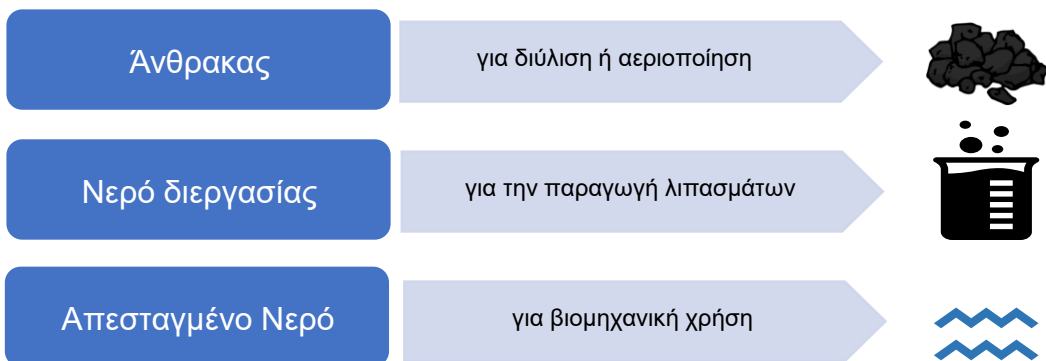 Άνθρακας
για διύλιση ή αεριοποίηση
Νερό διεργασίας
για την παραγωγή λιπασμάτων
Απεσταγμένο Νερό
για βιομηχανική χρήση